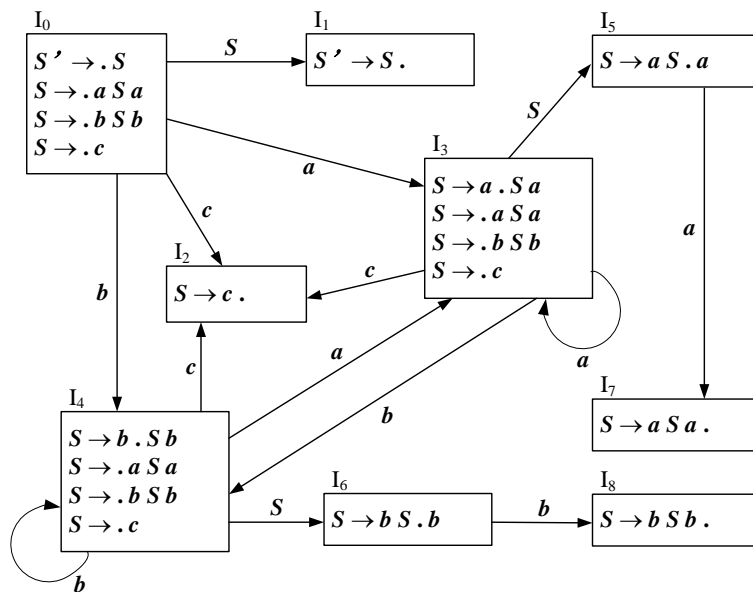 I0
S' → . S
S → . a S a
S → . b S b
S → . c
S
I1
S' → S .
I5
S → a S . a
a
S
I3
S → a . S a
S → . a S a
S → . b S b
S → . c
c
I2
S → c .
c
a
b
a
a
b
c
I4
S → b . S b
S → . a S a
S → . b S b
S → . c
b
S
I6
S → b S . b
b
I7
S → a S a .
I8
S → b S b .